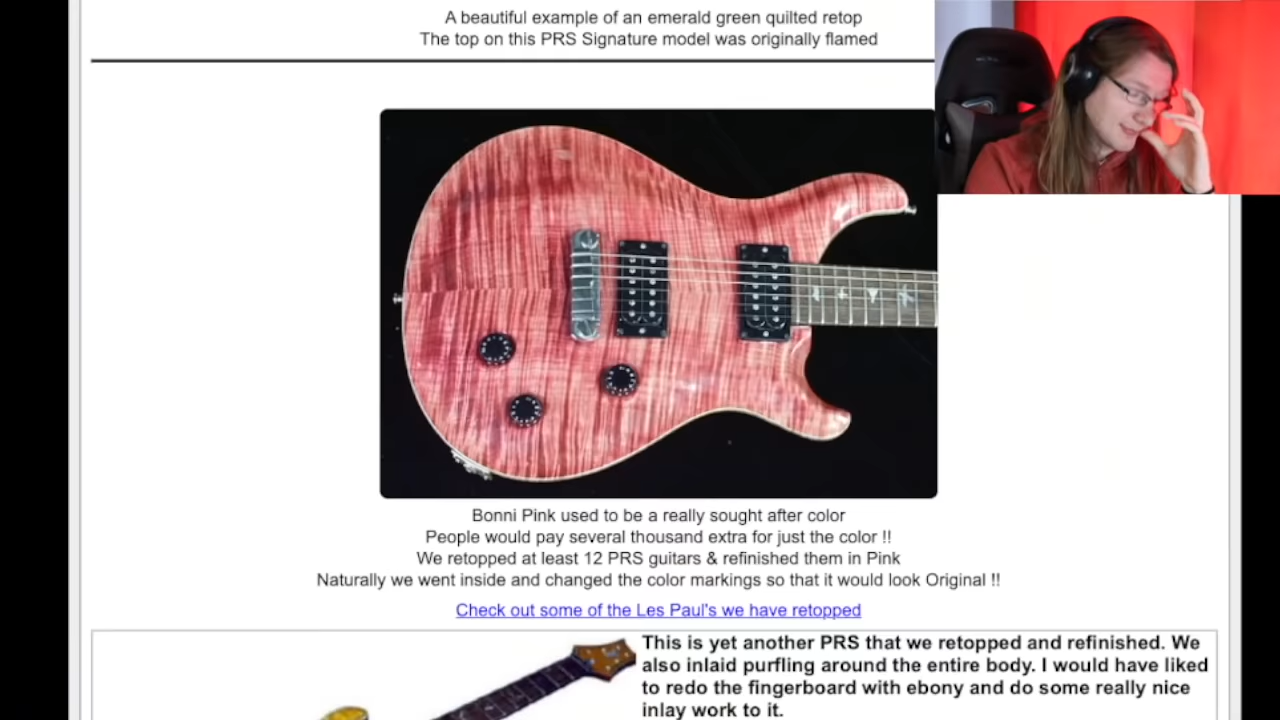 A beautiful example of an emerald green quilted retop
The top on this PRS Signature model was originally flamed
Bonni Pink used to be a really sought after color
People would pay several thousand extra for just the color !!
We retopped at least 12 PRS guitars & refinished them in Pink
Naturally we went inside and changed the color markings so that it would look Original !!
Check out some of the Les Paul's we have retopped
This is yet another PRS that we retopped and refinished. We
also inlaid purfling around the entire body. I would have liked
to redo the fingerboard with ebony and do some really nice
inlay work to it.